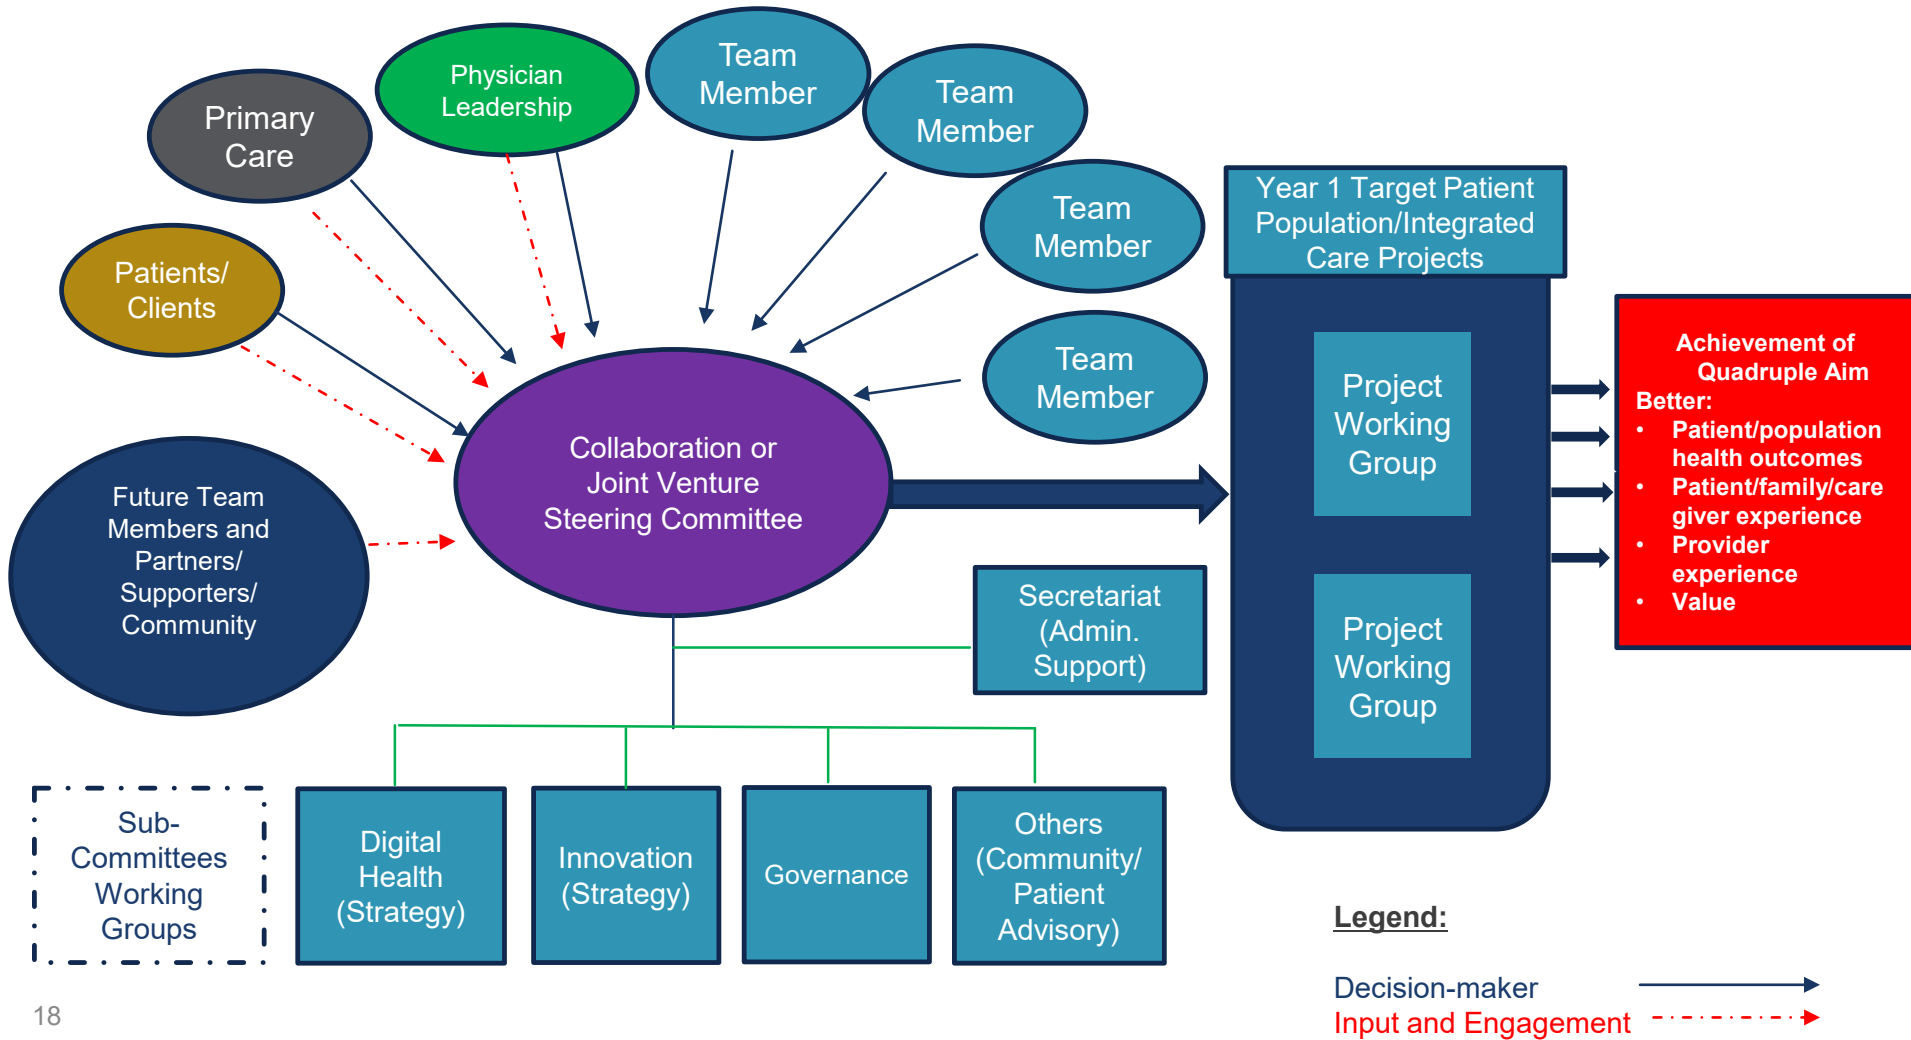 Primary
Care
Physician
Leadership
Team
Member
Team
Member
Team
Member
Team
Member
Patients/
Clients
Future Team
Members and
Partners/
Supporters/
Community
Collaboration or
Joint Venture
Steering Committee
Secretariat
(Admin.
Support)
Year 1 Target Patient
Population/Integrated
Care Projects
Project
Working
Group
Project
Working
Group
Achievement of
Quadruple Aim
Better:
• Patient/population
health outcomes
• Patient/family/care
giver experience
• Provider
experience
• Value
Sub-
Committees
Working
Groups
Digital
Health
(Strategy)
Innovation
(Strategy)
Governance
Others
(Community/
Patient
Advisory)
Legend:
Decision-maker
Input and Engagement
18